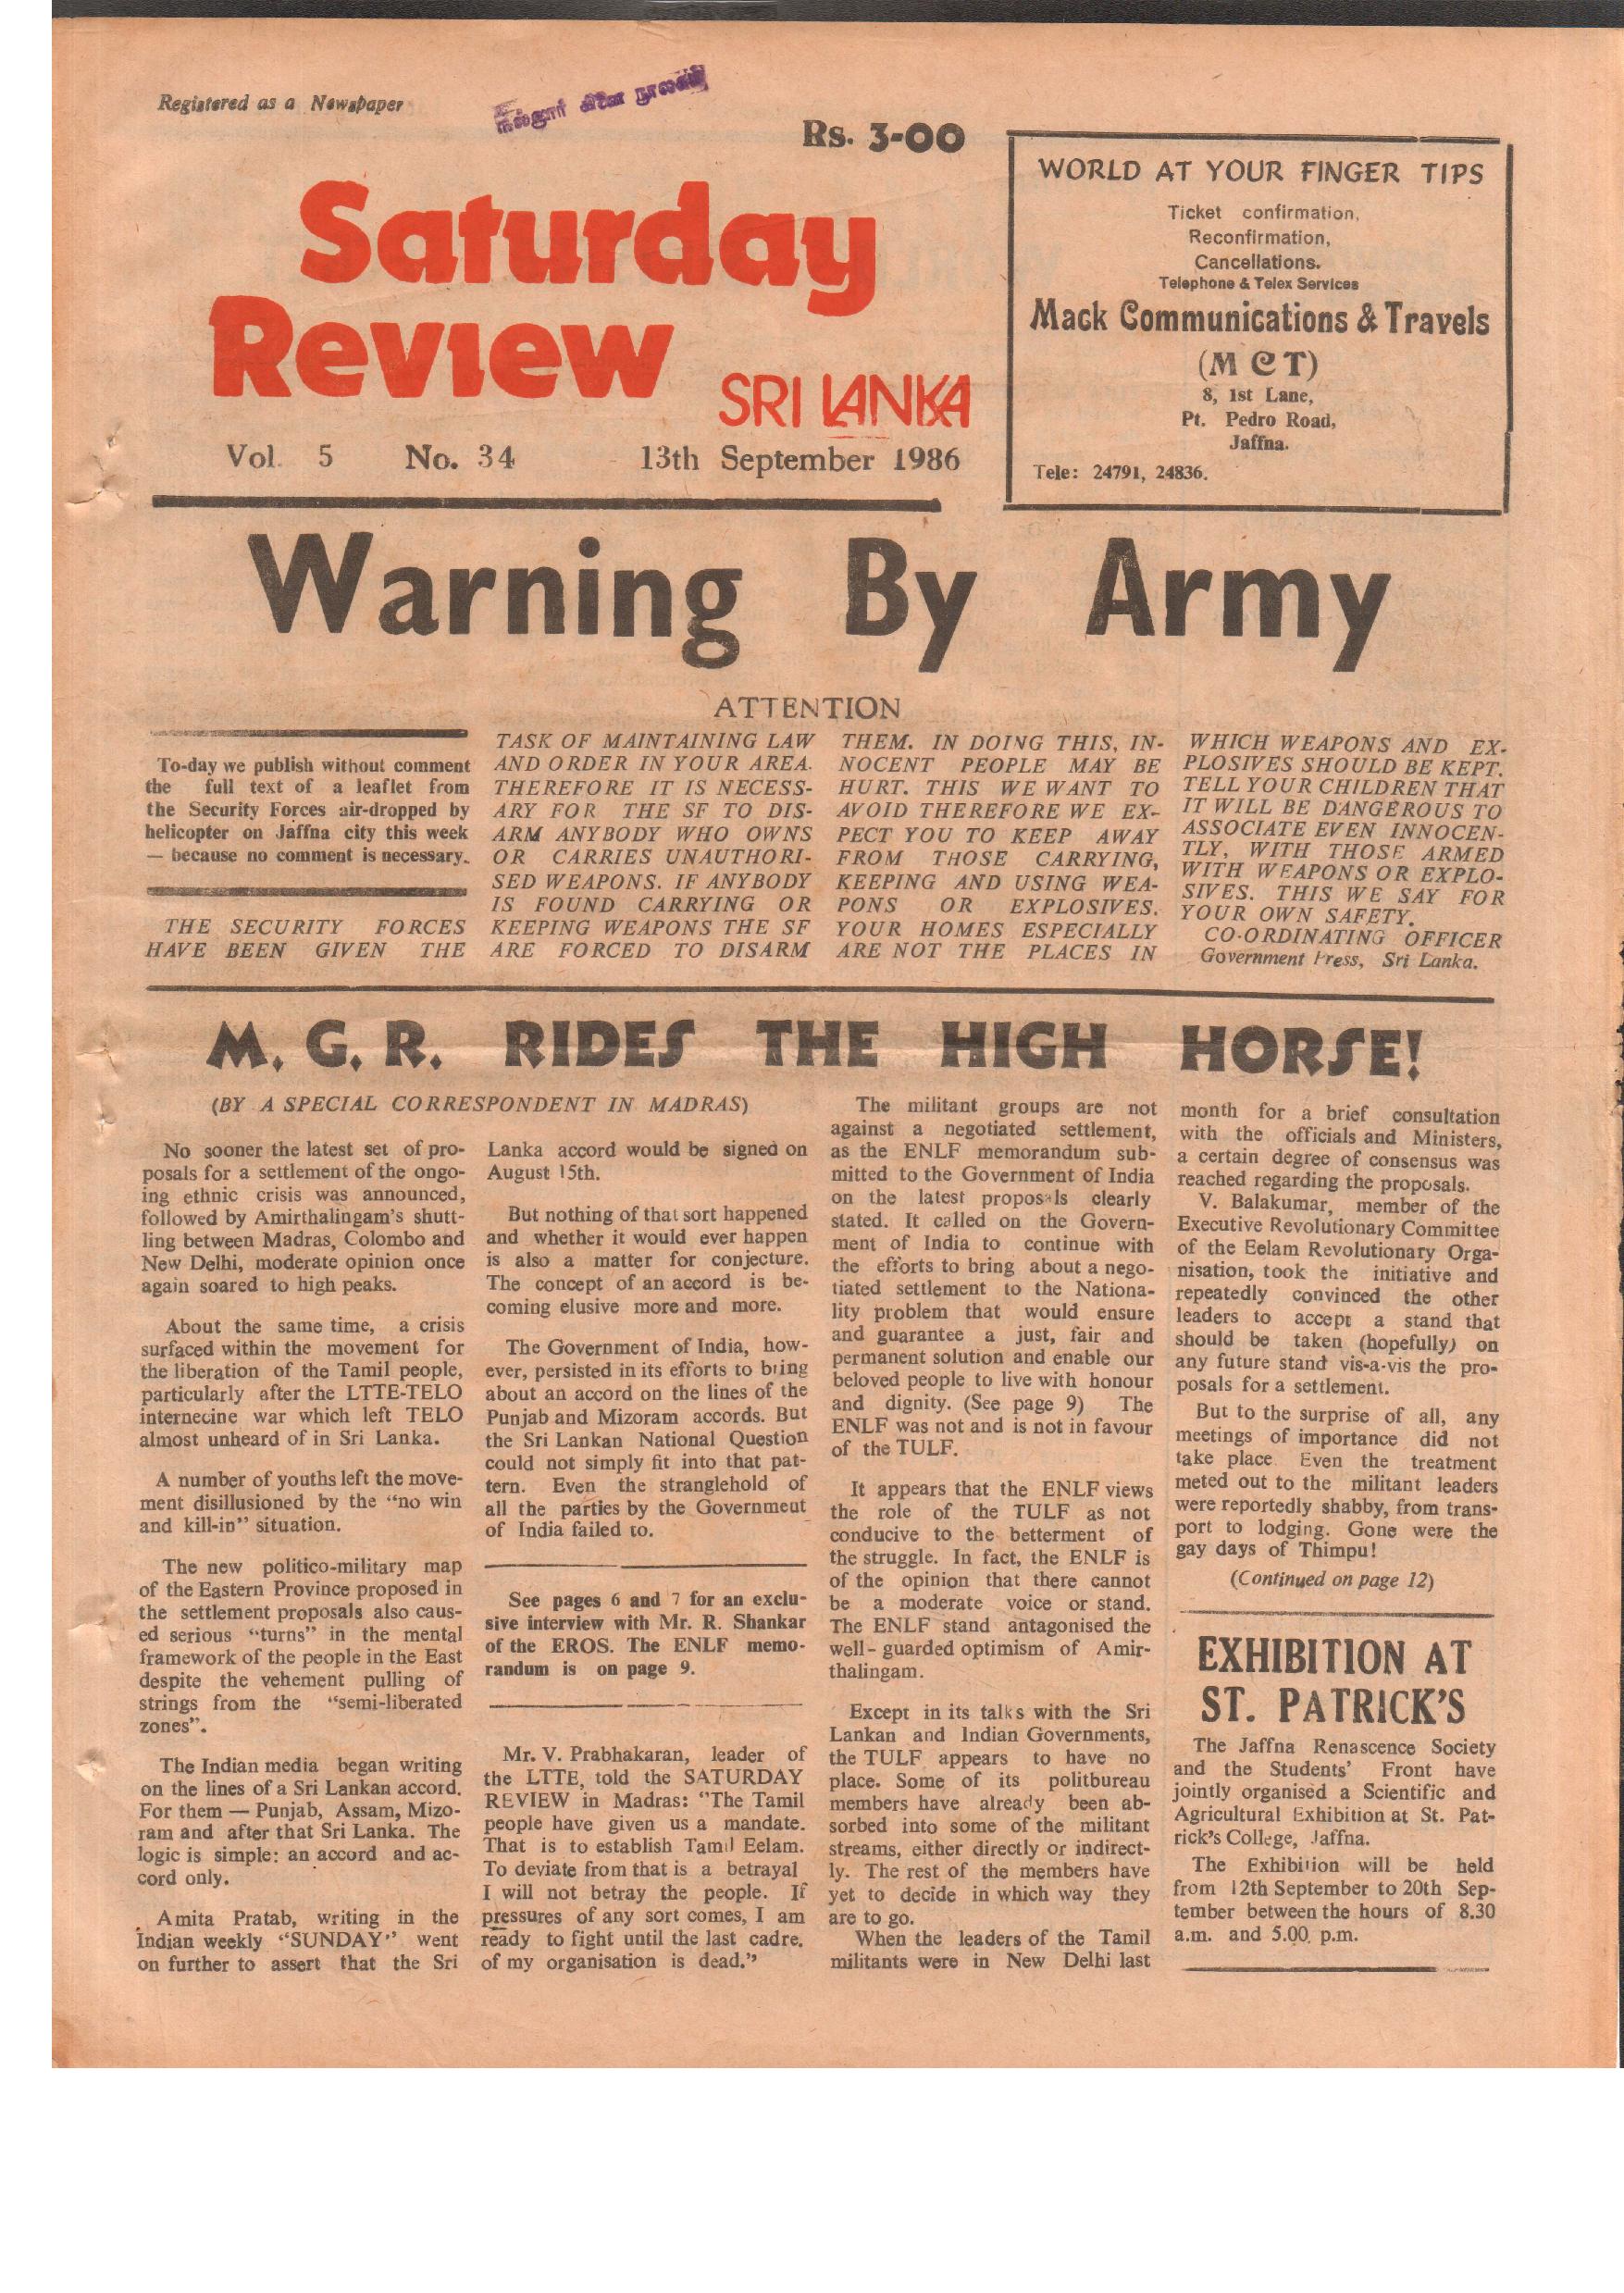 Registered as a Newspaper
Rs. 3-00
Saturday
Review
SRI LANKA
Vol. 5 No. 34 13th September 1986
WORLD AT YOUR FINGER TIPS
Ticket confirmation,
Reconfirmation,
Cancellations.
Telephone & Telex Services
Mack Communications & Travels
(M C T)
8, 1st Lane,
Pt. Pedro Road,
Jaffna.
Tele: 24791, 24836.
Warning By Army
ATTENTION
To-day we publish without comment
the full text of a leaflet from
the Security Forces air-dropped by
helicopter on Jaffna city this week
— because no comment is necessary.
THE SECURITY FORCES
HAVE BEEN GIVEN THE
TASK OF MAINTAINING LAW
AND ORDER IN YOUR AREA.
THEREFORE IT IS NECESS-
ARY FOR THE SF TO DIS-
ARM ANYBODY WHO OWNS
OR CARRIES UNAUTHORI-
SED WEAPONS. IF ANYBODY
IS FOUND CARRYING OR
KEEPING WEAPONS THE SF
ARE FORCED TO DISARM
THEM. IN DOING THIS, IN-
NOCENT PEOPLE MAY BE
HURT. THIS WE WANT TO
AVOID THEREFORE WE EX-
PECT YOU TO KEEP AWAY
FROM THOSE CARRYING,
KEEPING AND USING WEA-
PONS OR EXPLOSIVES.
YOUR HOMES ESPECIALLY
ARE NOT THE PLACES IN
WHICH WEAPONS AND EX-
PLOSIVES SHOULD BE KEPT.
TELL YOUR CHILDREN THAT
IT WILL BE DANGEROUS TO
ASSOCIATE EVEN INNOCEN-
TLY, WITH THOSE ARMED
WITH WEAPONS OR EXPLO-
SIVES. THIS WE SAY FOR
YOUR OWN SAFETY.
CO-ORDINATING OFFICER
Government Press, Sri Lanka.
M. G. R. RIDES THE HIGH HORSE!
(BY A SPECIAL CORRESPONDENT IN MADRAS)
No sooner the latest set of pro-
posals for a settlement of the ongo-
ing ethnic crisis was announced,
followed by Amirthalingam's shutt-
ling between Madras, Colombo and
New Delhi, moderate opinion once
again soared to high peaks.
About the same time, a crisis
surfaced within the movement for
the liberation of the Tamil people,
particularly after the LTTE-TELO
internecine war which left TELO
almost unheard of in Sri Lanka.
A number of youths left the move-
ment disillusioned by the "no win
and kill-in" situation.
The new politico-military map
of the Eastern Province proposed in
the settlement proposals also caus-
ed serious "turns" in the mental
framework of the people in the East
despite the vehement pulling of
strings from the "semi-liberated
zones".
The Indian media began writing
on the lines of a Sri Lankan accord.
For them — Punjab, Assam, Mizo-
ram and after that Sri Lanka. The
logic is simple: an accord and ac-
cord only.
Amita Pratab, writing in the
Indian weekly "SUNDAY" went
on further to assert that the Sri
Lanka accord would be signed on
August 15th.
But nothing of that sort happened
and whether it would ever happen
is also a matter for conjecture.
The concept of an accord is be-
coming elusive more and more.
The Government of India, how-
ever, persisted in its efforts to bring
about an accord on the lines of the
Punjab and Mizoram accords. But
the Sri Lankan National Question
could not simply fit into that pat-
tern. Even the stranglehold of
all the parties by the Governmeut
of India failed to.
See pages 6 and 7 for an exclu-
sive interview with Mr. R. Shankar
of the EROS. The ENLF memo-
randum is on page 9.
Mr. V. Prabhakaran, leader of
the LTTE, told the SATURDAY
REVIEW in Madras: "The Tamil
people have given us a mandate.
That is to establish Tamil Eelam.
To deviate from that is a betrayal
I will not betray the people. If
pressures of any sort comes, I am
ready to fight until the last cadre.
of my organisation is dead."
The militant groups are not
against a negotiated settlement,
as the ENLF memorandum sub-
mitted to the Government of India
on the latest proposals clearly
stated. It called on the Govern-
ment of India to continue with
the efforts to bring about a nego-
tiated settlement to the Nationa-
lity problem that would ensure
and guarantee a just, fair and
permanent solution and enable our
beloved people to live with honour
and dignity. (See page 9) The
ENLF was not and is not in favour
of the TULF.
It appears that the ENLF views
the role of the TULF as not
conducive to the betterment of
the struggle. In fact, the ENLF is
of the opinion that there cannot
be a moderate voice or stand.
The ENLF stand antagonised the
well-guarded optimism of Amir-
thalingam.
Except in its talks with the Sri
Lankan and Indian Governments,
the TULF appears to have no
place. Some of its politbureau
members have already been ab-
sorbed into some of the militant
streams, either directly or indirect-
ly. The rest of the members have
yet to decide in which way they
are to go.
When the leaders of the Tamil
militants were in New Delhi last
month for a brief consultation
with the officials and Ministers,
a certain degree of consensus was
reached regarding the proposals.
V. Balakumar, member of the
Executive Revolutionary Committee
of the Eelam Revolutionary Orga-
nisation, took the initiative and
repeatedly convinced the other
leaders to accept a stand that
should be taken (hopefully) on
any future stand vis-a-vis the pro-
posals for a settlement.
But to the surprise of all, any
meetings of importance did not
take place. Even the treatment
meted out to the militant leaders
were reportedly shabby, from trans-
port to lodging. Gone were the
gay days of Thimpu!
(Continued on page 12)
EXHIBITION AT
ST. PATRICK'S
The Jaffna Renascence Society
and the Students' Front have
jointly organised a Scientific and
Agricultural Exhibition at St. Pat-
rick's College, Jaffna.
The Exhibition will be held
from 12th September to 20th Sep-
tember between the hours of 8.30
a.m. and 5.00. p.m.